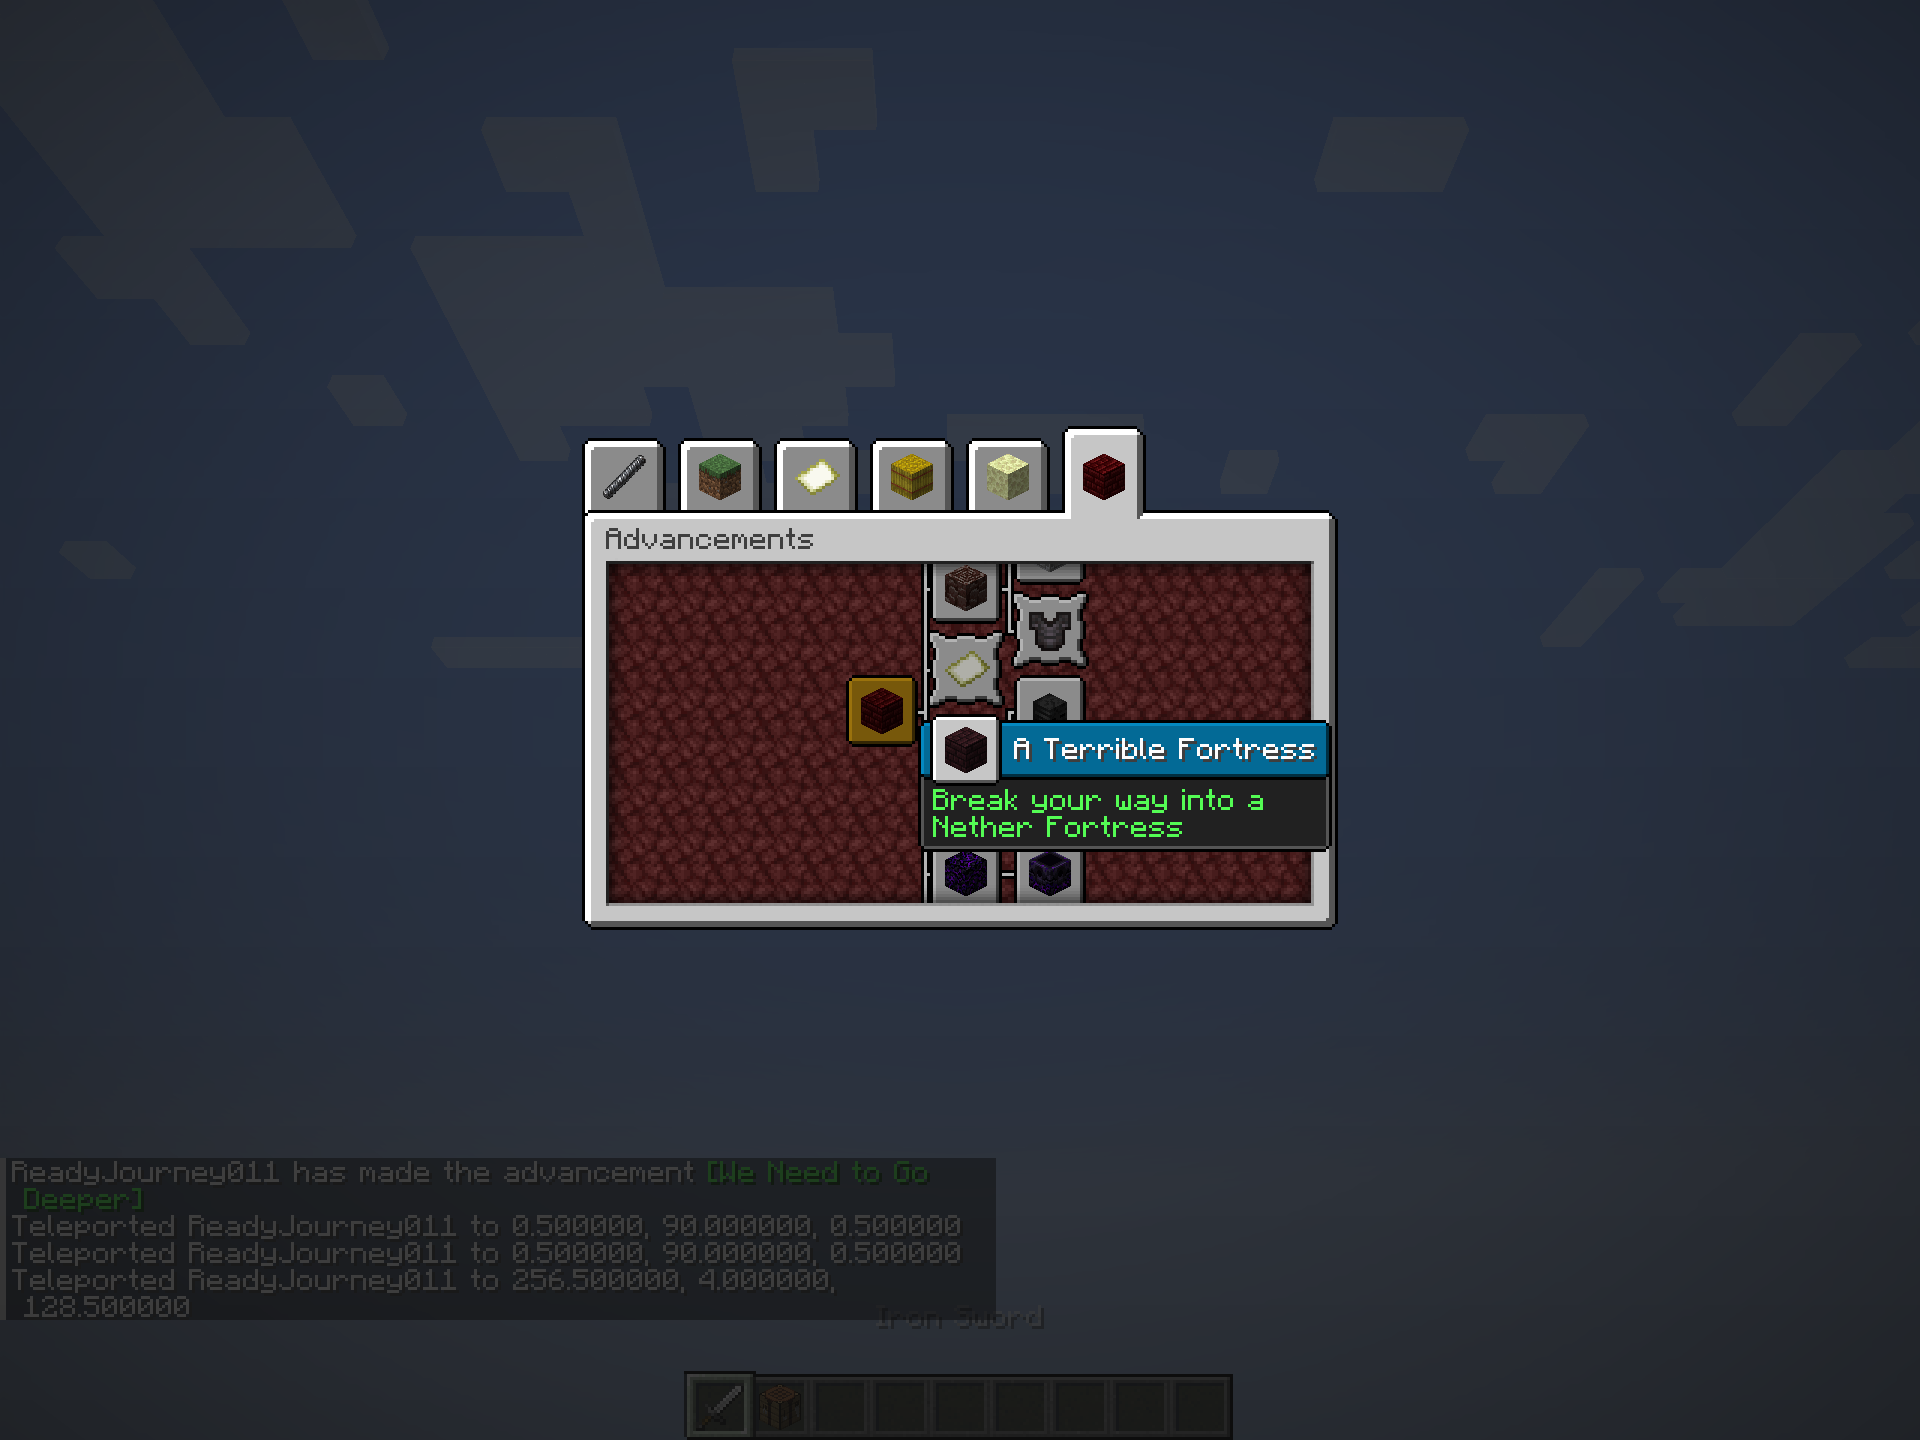 Advancements
A Terrible Fortress
Break your way into a
Nether Fortress
ReadyJourney011 has made the advancement [We Need to Go
Deeper]
Teleported ReadyJourney011 to 0.500000, 90.000000, 0.500000
Teleported ReadyJourney011 to 0.500000, 90.000000, 0.500000
Teleported ReadyJourney011 to 256.500000, 4.000000,
128.500000
Iron Sword